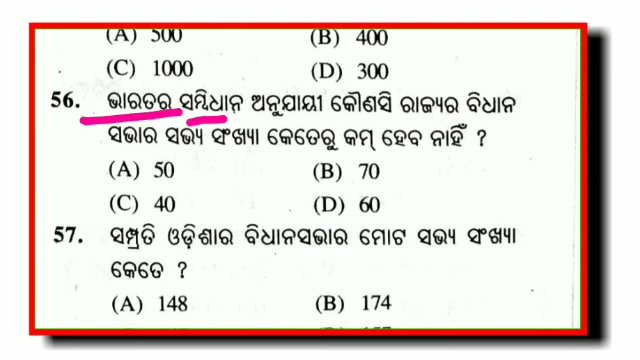 (A) 500 (B) 400
(C) 1000 (D) 300
56. ଭାରତର ସମ୍ବିଧାନ ଅନୁଯାୟୀ କୌଣସି ରାଜ୍ୟର ବିଧାନ
ସଭାର ସଭ୍ୟ ସଂଖ୍ୟା କେତେରୁ କମ୍ ହେବ ନାହିଁ ?
(A) 50 (B) 70
(C) 40 (D) 60
57. ସମ୍ପ୍ରତି ଓଡ଼ିଶାର ବିଧାନସଭାର ମୋଟ ସଭ୍ୟ ସଂଖ୍ୟା
କେତେ ?
(A) 148 (B) 174